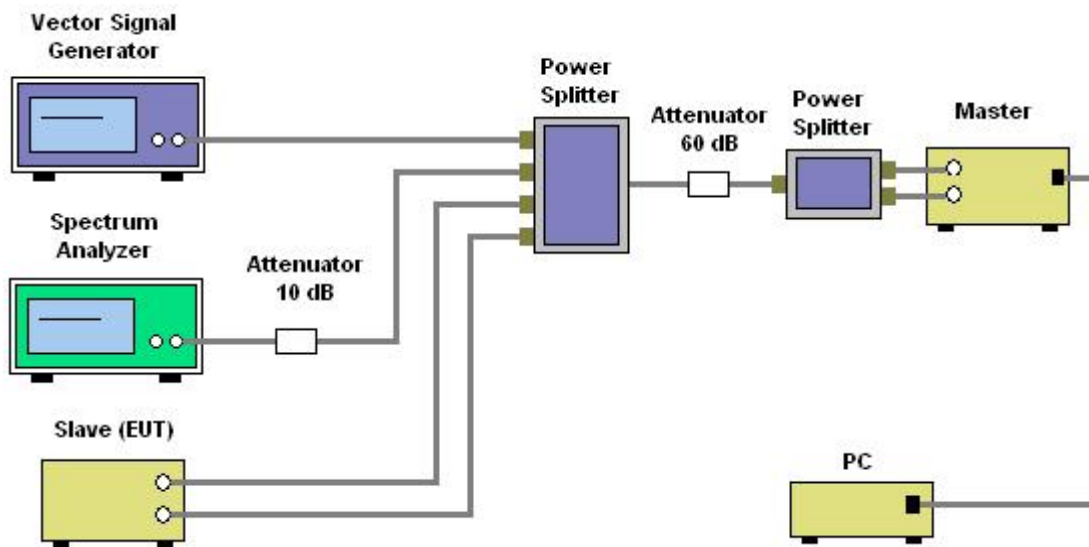 Vector Signal
Generator
Power
Splitter
Attenuator
60 dB
Power
Splitter
Master
Spectrum
Analyzer
Attenuator
10 dB
Slave (EUT)
PC